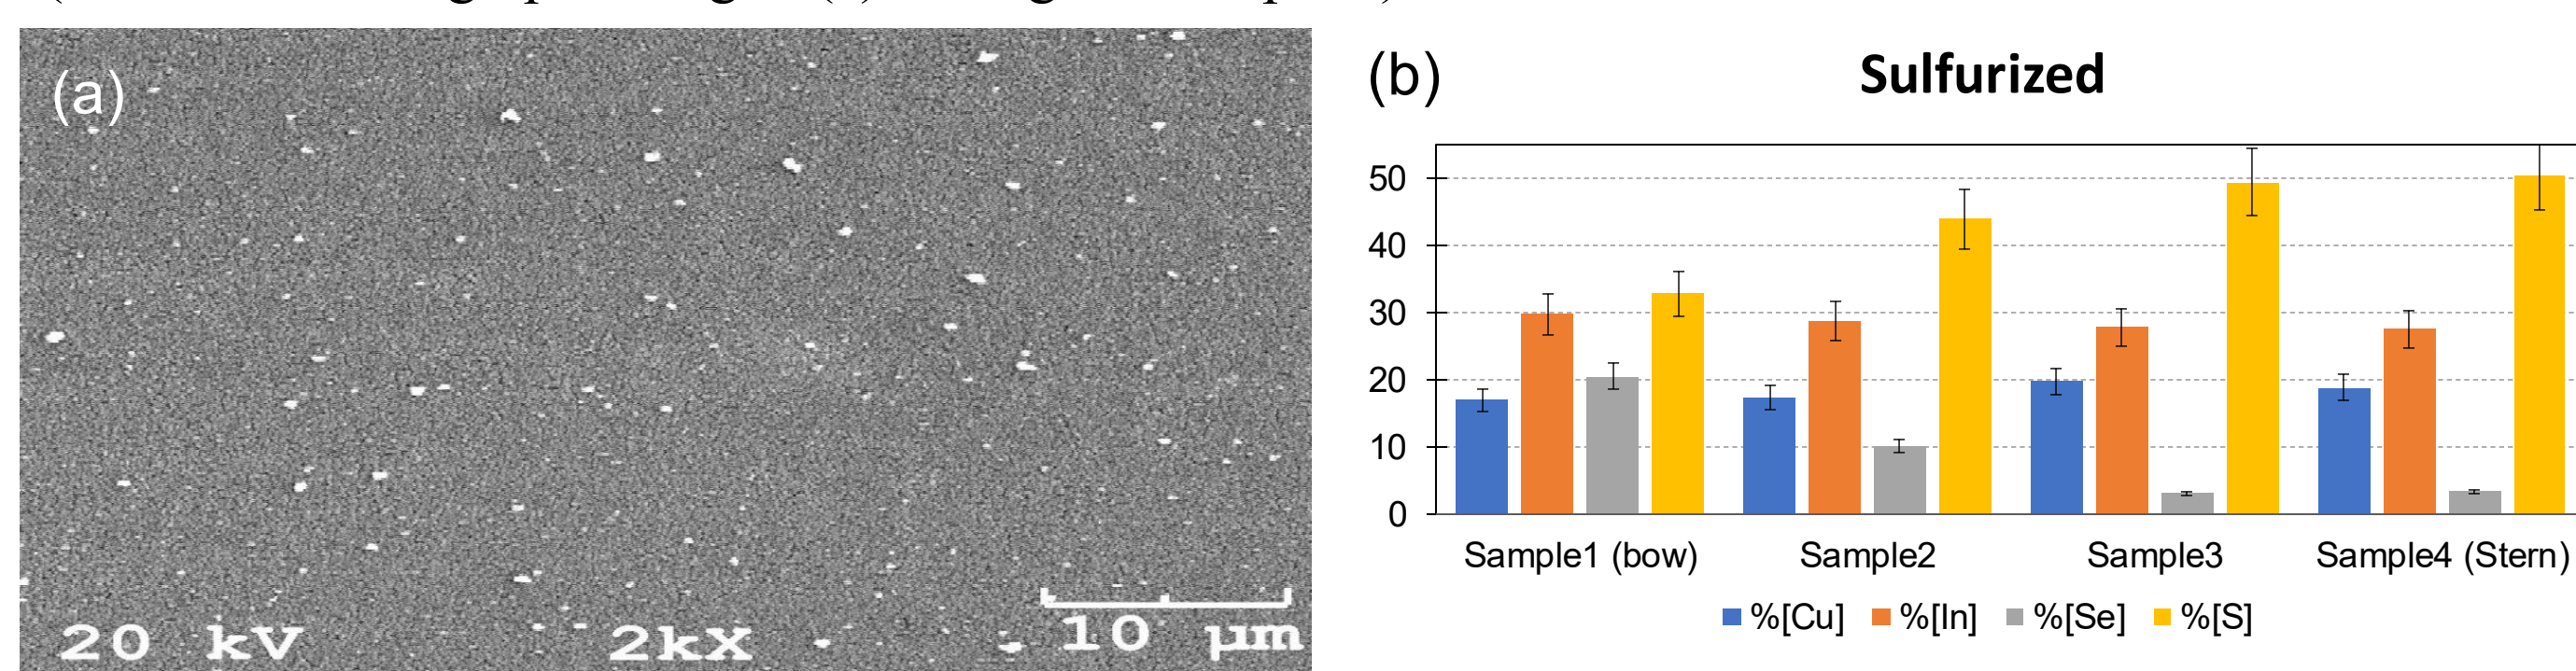 (a)
20 kV 2kX 10 µm
(b)
Sulfurized
50
40
30
20
10
0
Sample1 (bow) Sample2 Sample3 Sample4 (Stern)
%[Cu] %[In] %[Se] %[S]